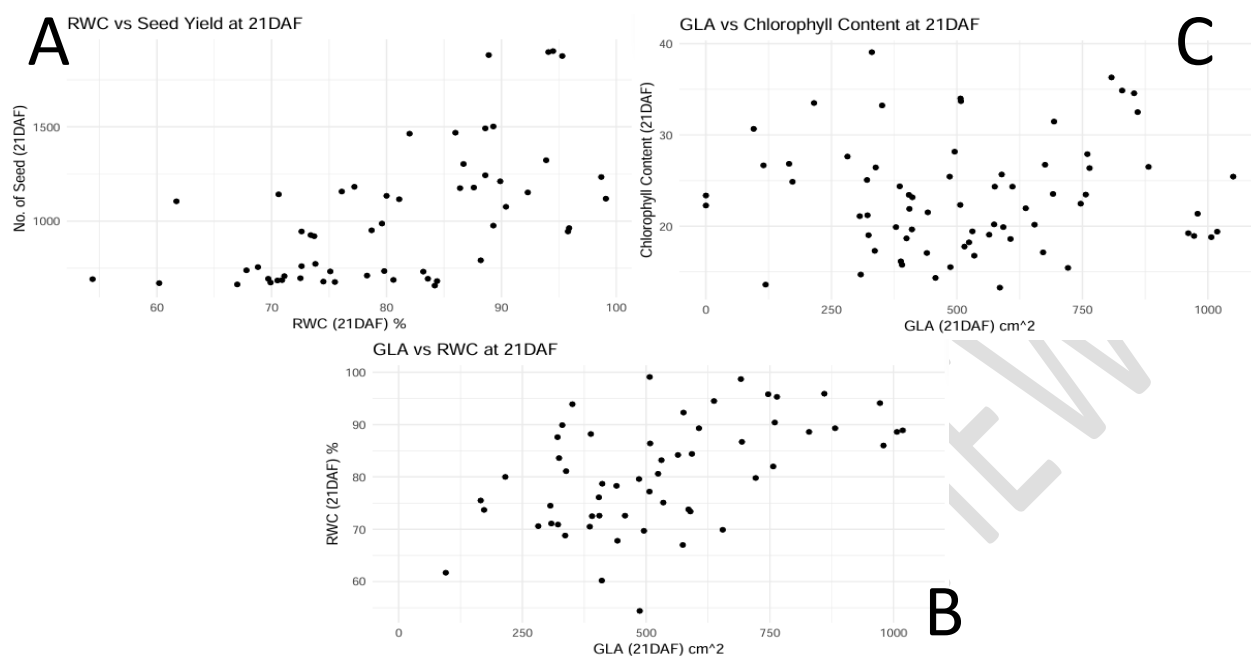 A
RWC vs Seed Yield at 21DAF
No. of Seed (21DAF)
1500
1000
60 70 80 90 100
RWC (21DAF) %
GLA vs Chlorophyll Content at 21DAF
C
Chlorophyll Content (21DAF)
40
30
20
0 250 500 750 1000
GLA (21DAF) cm^2
GLA vs RWC at 21DAF
RWC (21DAF) %
100
90
80
70
60
0 250 500 750 1000
GLA (21DAF) cm^2
B